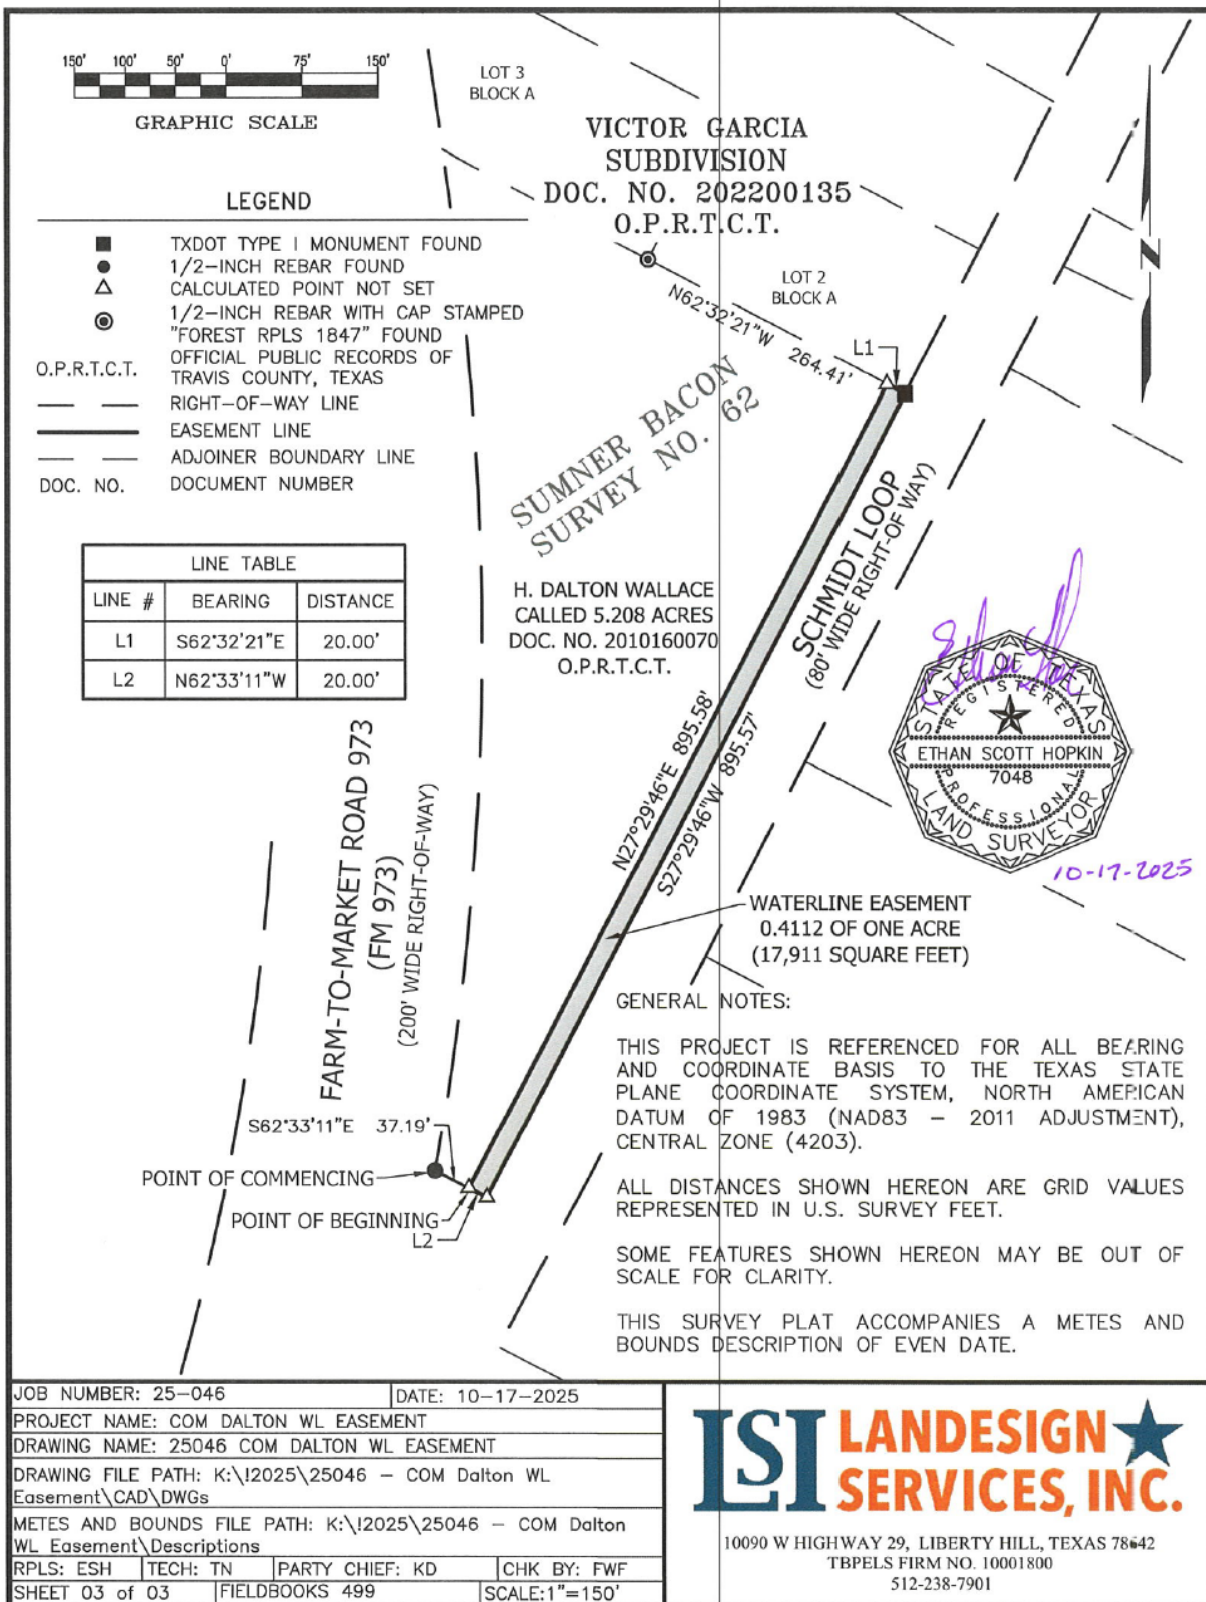 150' 100' 50' 0' 75' 150'
GRAPHIC SCALE
LOT 3
BLOCK A
VICTOR GARCIA
SUBDIVISION
DOC. NO. 202200135
O.P.R.T.C.T.
LEGEND
TXDOT TYPE I MONUMENT FOUND
1/2-INCH REBAR FOUND
CALCULATED POINT NOT SET
1/2-INCH REBAR WITH CAP STAMPED
"FOREST RPLS 1847" FOUND
O.P.R.T.C.T. OFFICIAL PUBLIC RECORDS OF
TRAVIS COUNTY, TEXAS
RIGHT-OF-WAY LINE
EASEMENT LINE
ADJOINER BOUNDARY LINE
DOC. NO. DOCUMENT NUMBER
LOT 2
BLOCK A
N62°32'21"W 264.41'
L1
N
SUMNER BACON
SURVEY NO. 62
LINE TABLE
LINE # BEARING DISTANCE
L1 S62°32'21"E 20.00'
L2 N62°33'11"W 20.00'
H. DALTON WALLACE
CALLED 5.208 ACRES
DOC. NO. 2010160070
O.P.R.T.C.T.
SCHMIDT LOOP
(80' WIDE RIGHT-OF WAY)
STATE OF TEXAS
REGISTERED
ETHAN SCOTT HOPKIN
7048
PROFESSIONAL
LAND SURVEYOR
10-17-2025
N27°29'46"E 895.58'
S27°29'46"W 895.57'
FARM-TO-MARKET ROAD 973
(FM 973)
(200' WIDE RIGHT-OF-WAY)
WATERLINE EASEMENT
0.4112 OF ONE ACRE
(17,911 SQUARE FEET)
S62°33'11"E 37.19'
POINT OF COMMENCING
POINT OF BEGINNING
L2
GENERAL NOTES:
THIS PROJECT IS REFERENCED FOR ALL BEARING
AND COORDINATE BASIS TO THE TEXAS STATE
PLANE COORDINATE SYSTEM, NORTH AMERICAN
DATUM OF 1983 (NAD83 - 2011 ADJUSTMENT),
CENTRAL ZONE (4203).
ALL DISTANCES SHOWN HEREON ARE GRID VALUES
REPRESENTED IN U.S. SURVEY FEET.
SOME FEATURES SHOWN HEREON MAY BE OUT OF
SCALE FOR CLARITY.
THIS SURVEY PLAT ACCOMPANIES A METES AND
BOUNDS DESCRIPTION OF EVEN DATE.
JOB NUMBER: 25-046 DATE: 10-17-2025
PROJECT NAME: COM DALTON WL EASEMENT
DRAWING NAME: 25046 COM DALTON WL EASEMENT
DRAWING FILE PATH: K:\!2025\25046 - COM Dalton WL
Easement\CAD\DWGs
METES AND BOUNDS FILE PATH: K:\!2025\25046 - COM Dalton
WL Easement\Descriptions
RPLS: ESH TECH: TN PARTY CHIEF: KD CHK BY: FWF
SHEET 03 of 03 FIELDBOOKS 499 SCALE:1"=150'
LSI LANDESIGN
SERVICES, INC.
10090 W HIGHWAY 29, LIBERTY HILL, TEXAS 78642
TBPELS FIRM NO. 10001800
512-238-7901